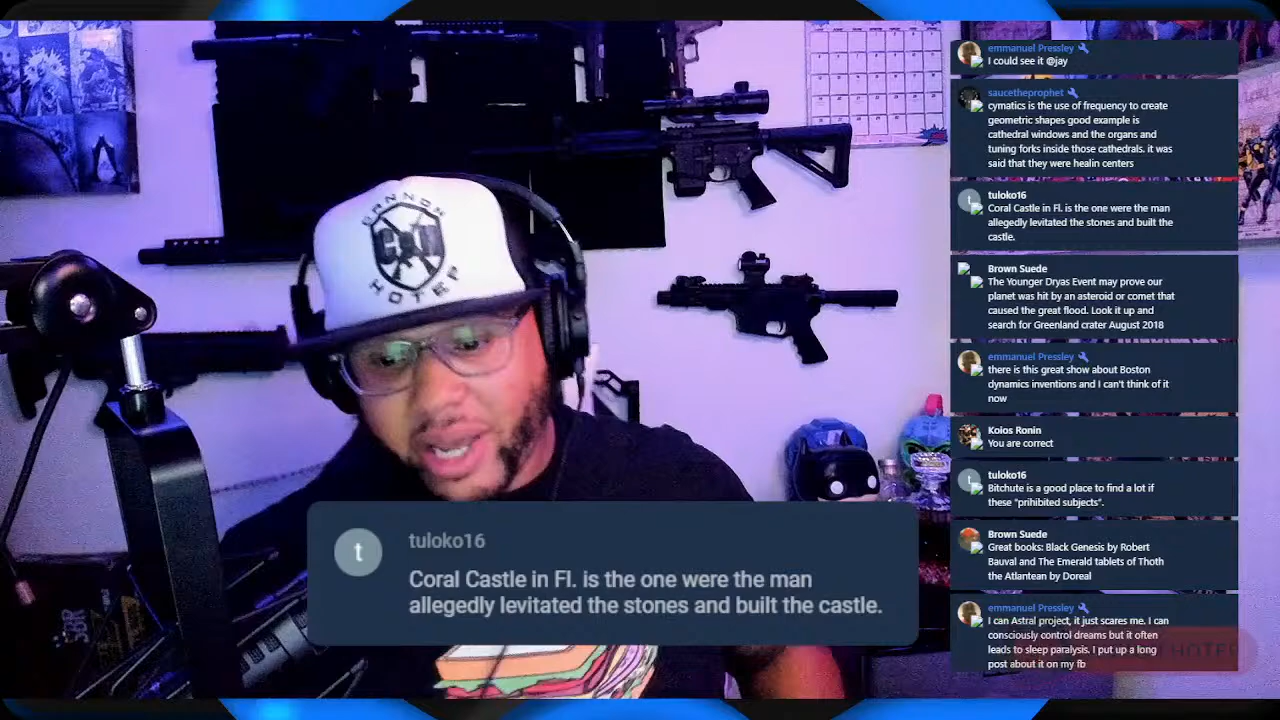 CANNON
HOTEP
tuloko16
Coral Castle in Fl. is the one were the man
allegedly levitated the stones and built the castle.
emmanuel Pressley
I could see it @jay
saucetheprophet
cymatics is the use of frequency to create
geometric shapes good example is
cathedral windows and the organs and
tuning forks inside those cathedrals. it was
said that they were healin centers
tuloko16
Coral Castle in Fl. is the one were the man
allegedly levitated the stones and built the
castle.
Brown Suede
The Younger Dryas Event may prove our
planet was hit by an asteroid or comet that
caused the great flood. Look it up and
search for Greenland crater August 2018
emmanuel Pressley
there is this great show about Boston
dynamics inventions and I can't think of it
now
Koios Ronin
You are correct
tuloko16
Bitchute is a good place to find a lot if
these "prihibited subjects".
Brown Suede
Great books: Black Genesis by Robert
Bauval and The Emerald tablets of Thoth
the Atlantean by Doreal
emmanuel Pressley
I can Astral project, it just scares me. I can
consciously control dreams but it often
leads to sleep paralysis. I put up a long
post about it on my fb